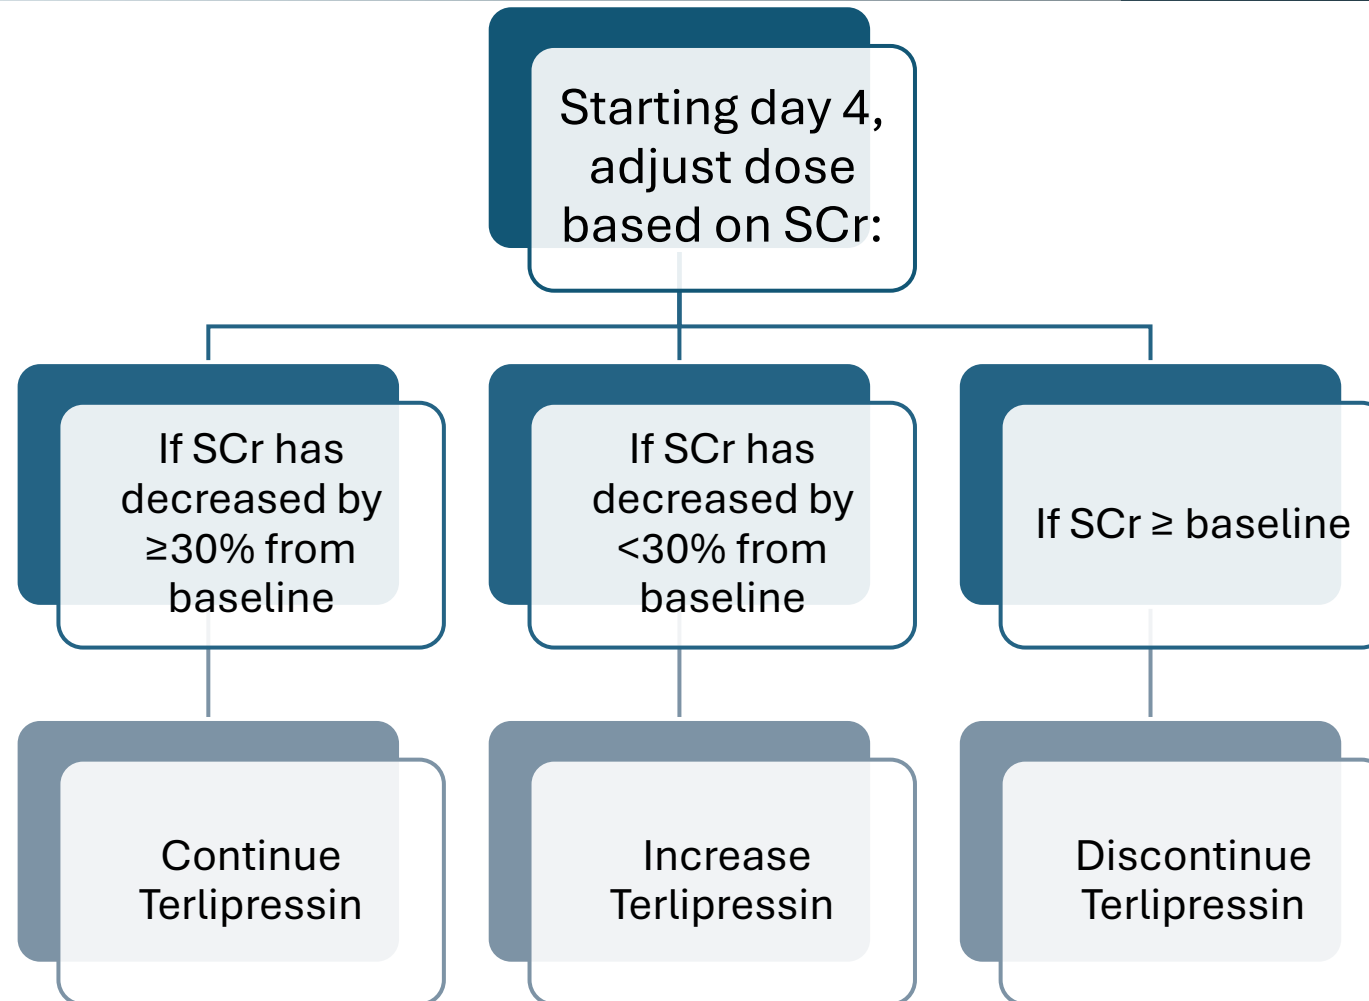 Starting day 4,
adjust dose
based on SCr:
If SCr has
decreased by
≥30% from
baseline
If SCr has
decreased by
<30% from
baseline
If SCr ≥ baseline
Continue
Terlipressin
Increase
Terlipressin
Discontinue
Terlipressin